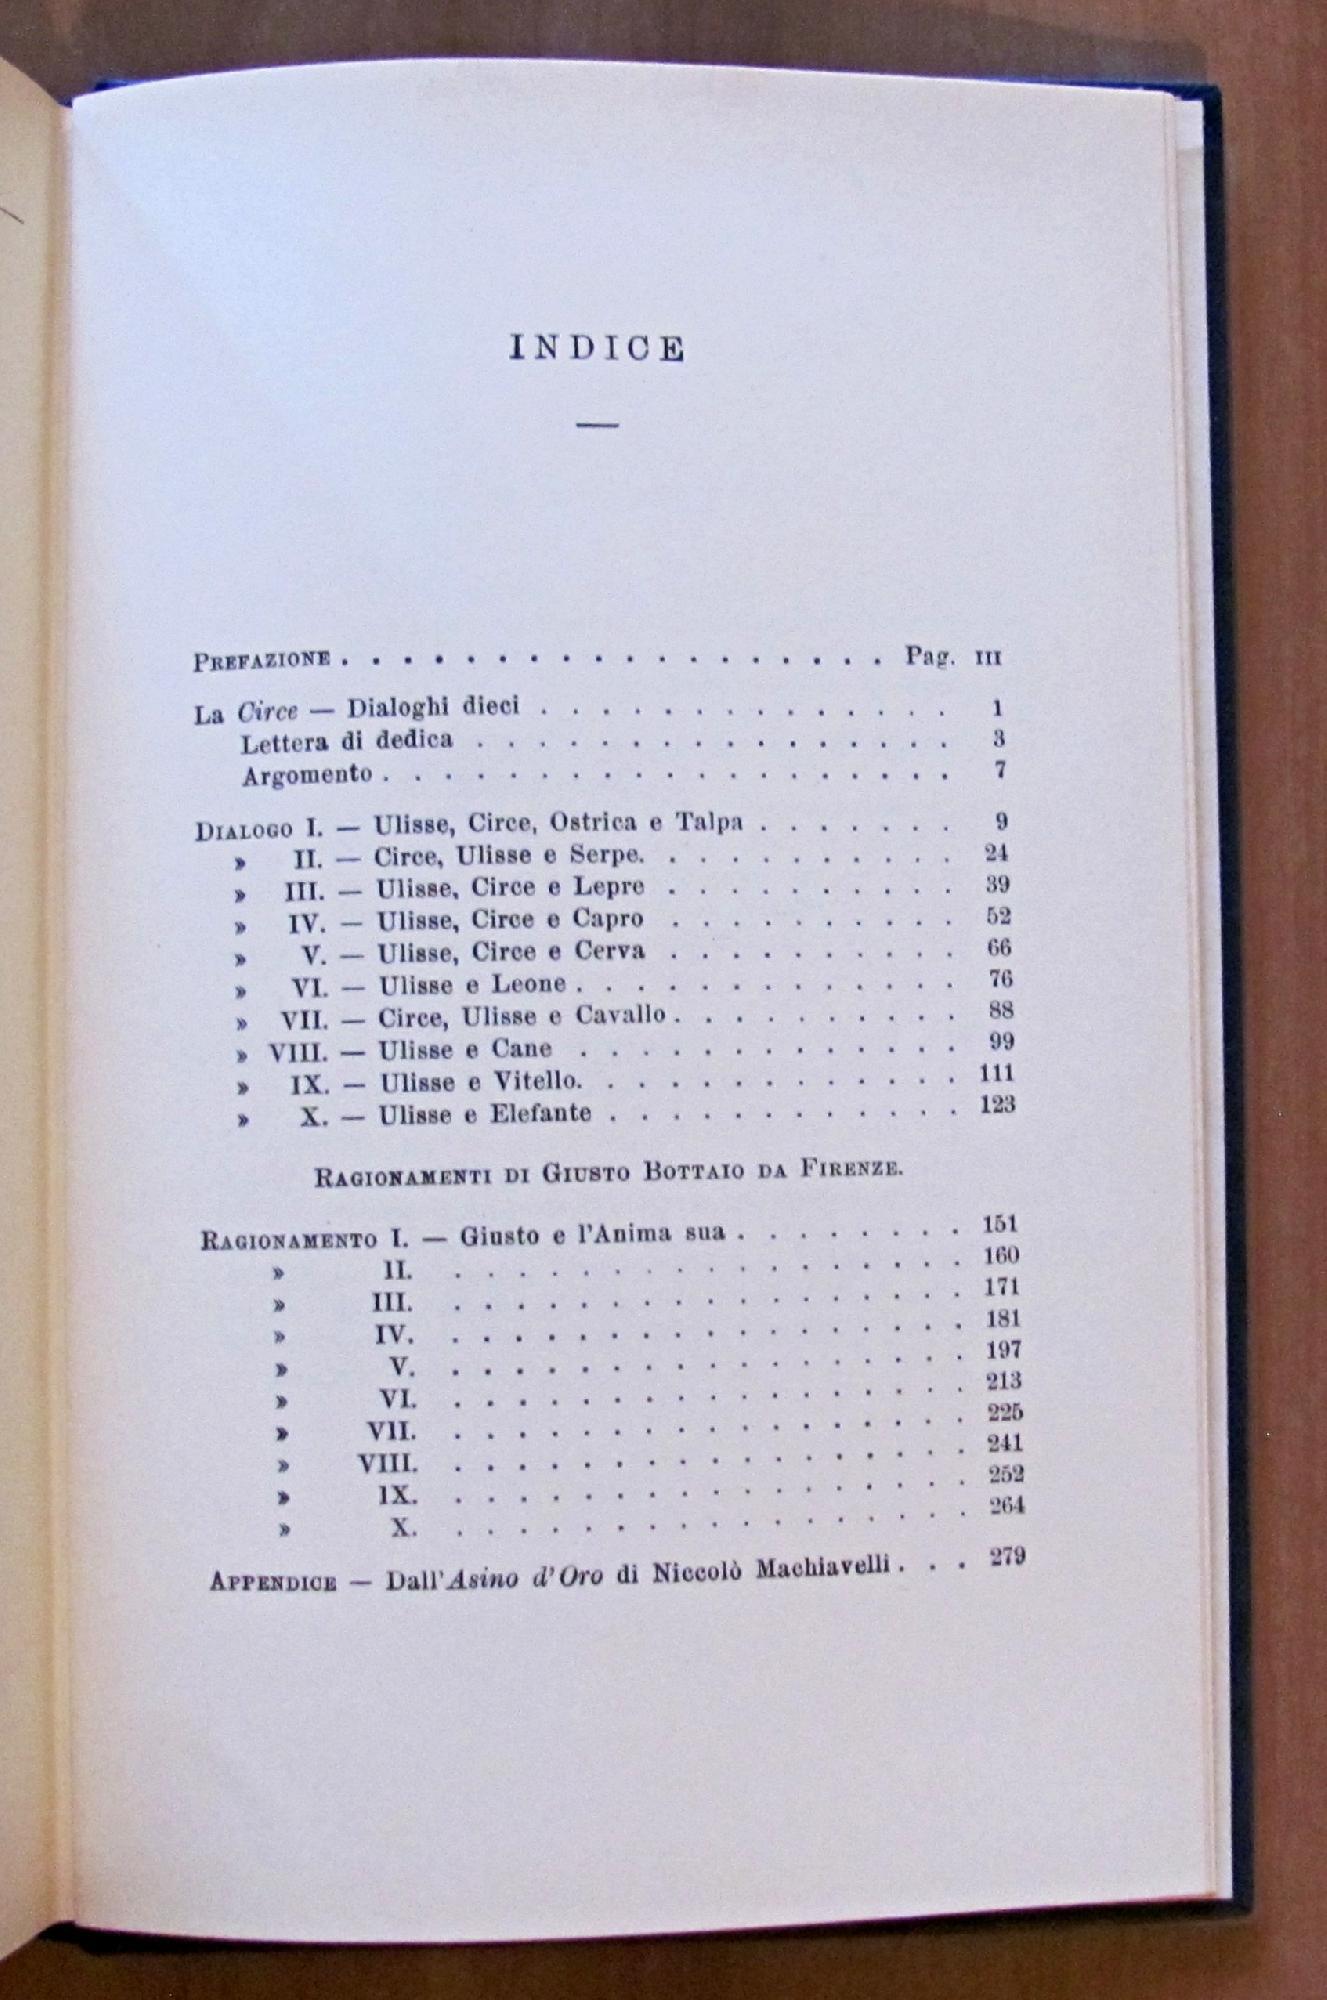 INDICE
PREFAZIONE . . . . . . . . . . . . . . . . . . Pag. III
La Circe — Dialoghi dieci . . . . . . . . . . . . . . 1
Lettera di dedica . . . . . . . . . . . . . . . . 3
Argomento . . . . . . . . . . . . . . . . . . . 7
DIALOGO I. — Ulisse, Circe, Ostrica e Talpa . . . . . . . 9
» II. — Circe, Ulisse e Serpe. . . . . . . . . . . 24
» III. — Ulisse, Circe e Lepre . . . . . . . . . . 39
» IV. — Ulisse, Circe e Capro . . . . . . . . . . 52
» V. — Ulisse, Circe e Cerva . . . . . . . . . . 66
» VI. — Ulisse e Leone . . . . . . . . . . . . . 76
» VII. — Circe, Ulisse e Cavallo . . . . . . . . . . 88
» VIII. — Ulisse e Cane . . . . . . . . . . . . . 99
» IX. — Ulisse e Vitello. . . . . . . . . . . . . 111
» X. — Ulisse e Elefante . . . . . . . . . . . . 123
RAGIONAMENTI DI GIUSTO BOTTAIO DA FIRENZE.
RAGIONAMENTO I. — Giusto e l'Anima sua . . . . . . . . 151
» II. . . . . . . . . . . . . . . . . . 160
» III. . . . . . . . . . . . . . . . . . 171
» IV. . . . . . . . . . . . . . . . . . 181
» V. . . . . . . . . . . . . . . . . . 197
» VI. . . . . . . . . . . . . . . . . . 213
» VII. . . . . . . . . . . . . . . . . . 225
» VIII. . . . . . . . . . . . . . . . . . 241
» IX. . . . . . . . . . . . . . . . . . 252
» X. . . . . . . . . . . . . . . . . . 264
APPENDICE — Dall'Asino d'Oro di Niccolò Machiavelli . . . 279